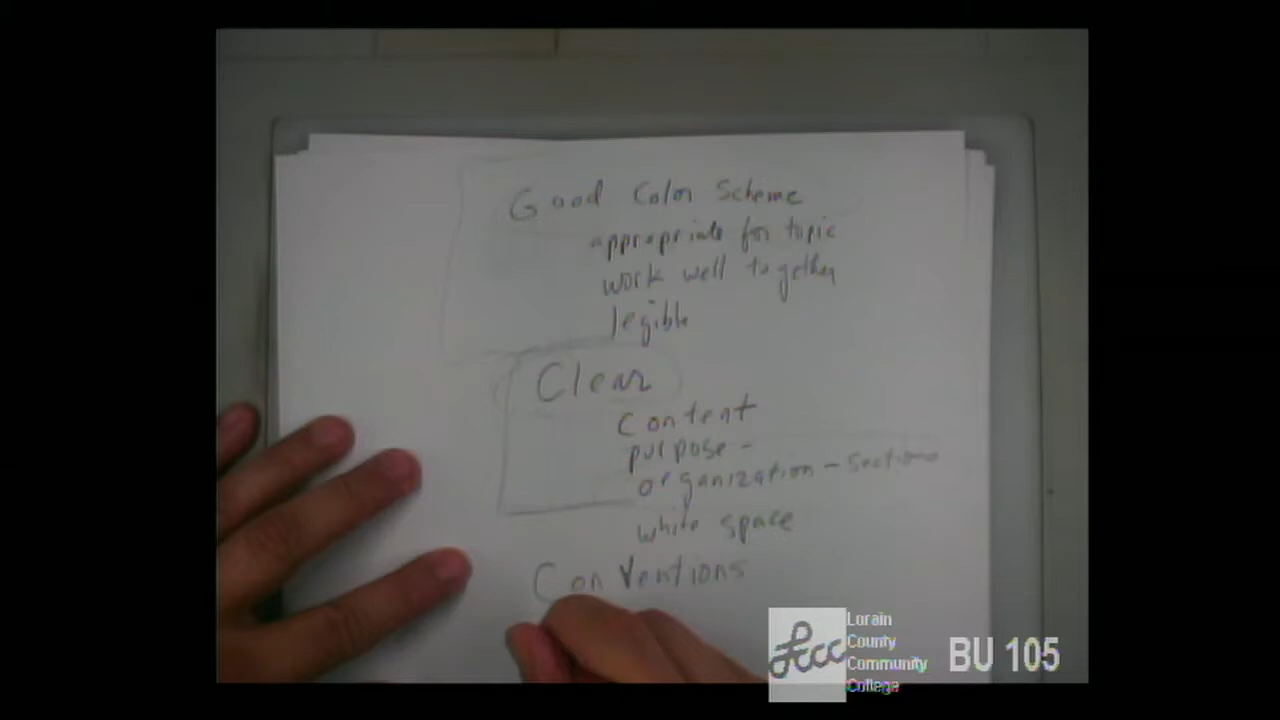 Good Color Scheme
appropriate for topic
work well together
legible
Clear
content
purpose -
organization - sections
white space
Conventions
Lorain
County
Community
College
lccc
BU 105